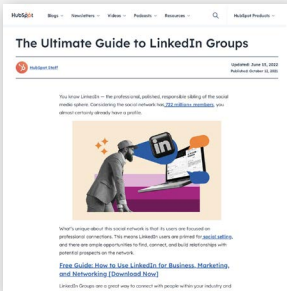 HubSpot
Blogs
Newsletters
Videos
Podcasts
Resources
HubSpot Products
The Ultimate Guide to LinkedIn Groups
HubSpot Staff
Updated: June 15, 2022
Published: October 12, 2021
You know LinkedIn — the professional, polished, responsible sibling of the social
media sphere. Considering the social network has 722 millions members, you
almost certainly already have a profile.
in
What's unique about this social network is that its users are focused on
professional connections. This means LinkedIn users are primed for social selling,
and there are ample opportunities to find, connect, and build relationships with
potential prospects on the network.
Free Guide: How to Use LinkedIn for Business, Marketing,
and Networking [Download Now]
LinkedIn Groups are a great way to connect with people within your industry and